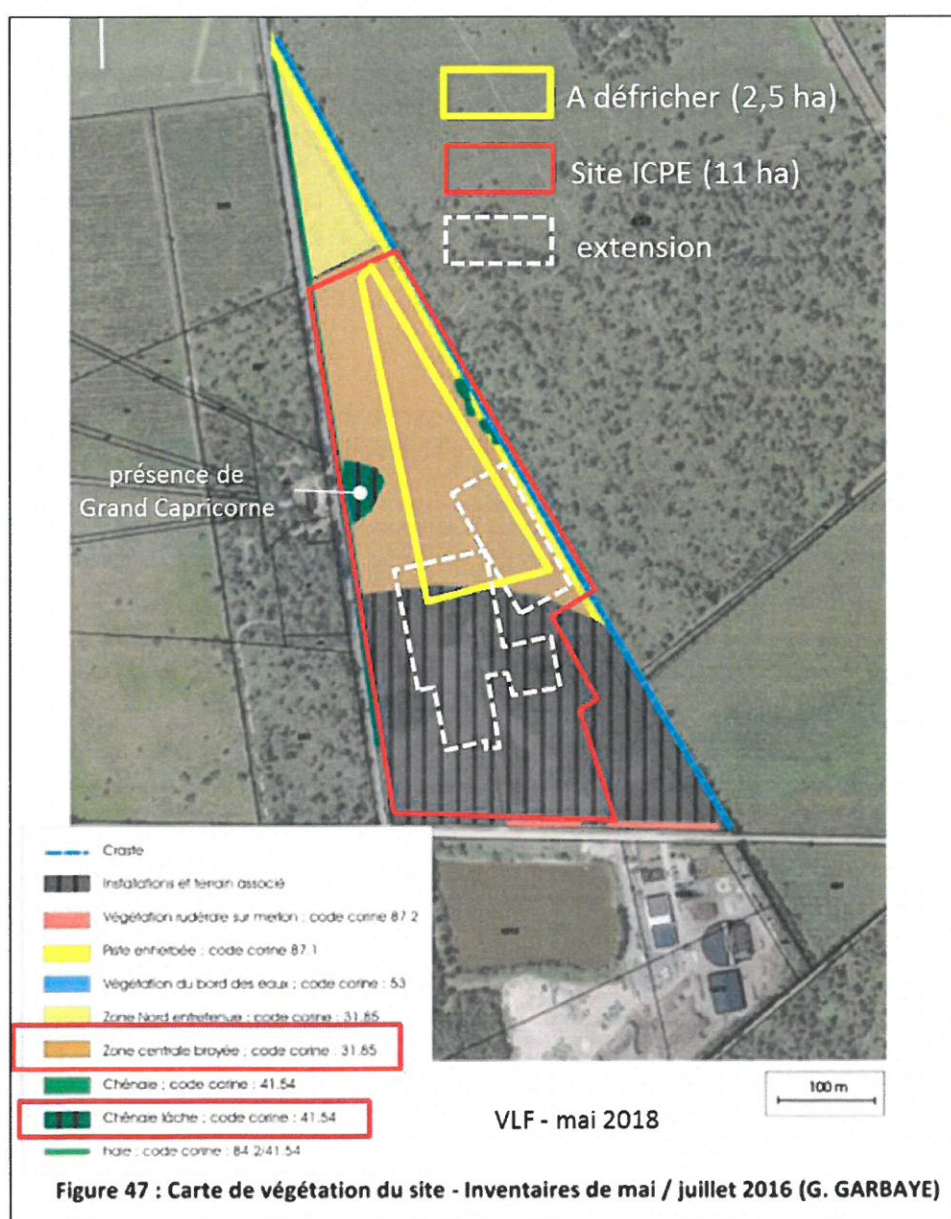 A défricher (2,5 ha)
Site ICPE (11 ha)
extension
présence de
Grand Capricorne
Craste
Installations et terrain associé
Végétation rudérale sur merlon ; code corine 87.2
Piste enherbée ; code corine 87.1
Végétation du bord des eaux ; code corine : 53
Zone Nord entretenue ; code corine : 31.85
Zone centrale broyée ; code corine : 31.85
Chênaie ; code corine : 41.54
Chênaie lâche ; code corine : 41.54
haie ; code corine : 84.2/41.54
100 m
VLF - mai 2018
Figure 47 : Carte de végétation du site - Inventaires de mai / juillet 2016 (G. GARBAYE)